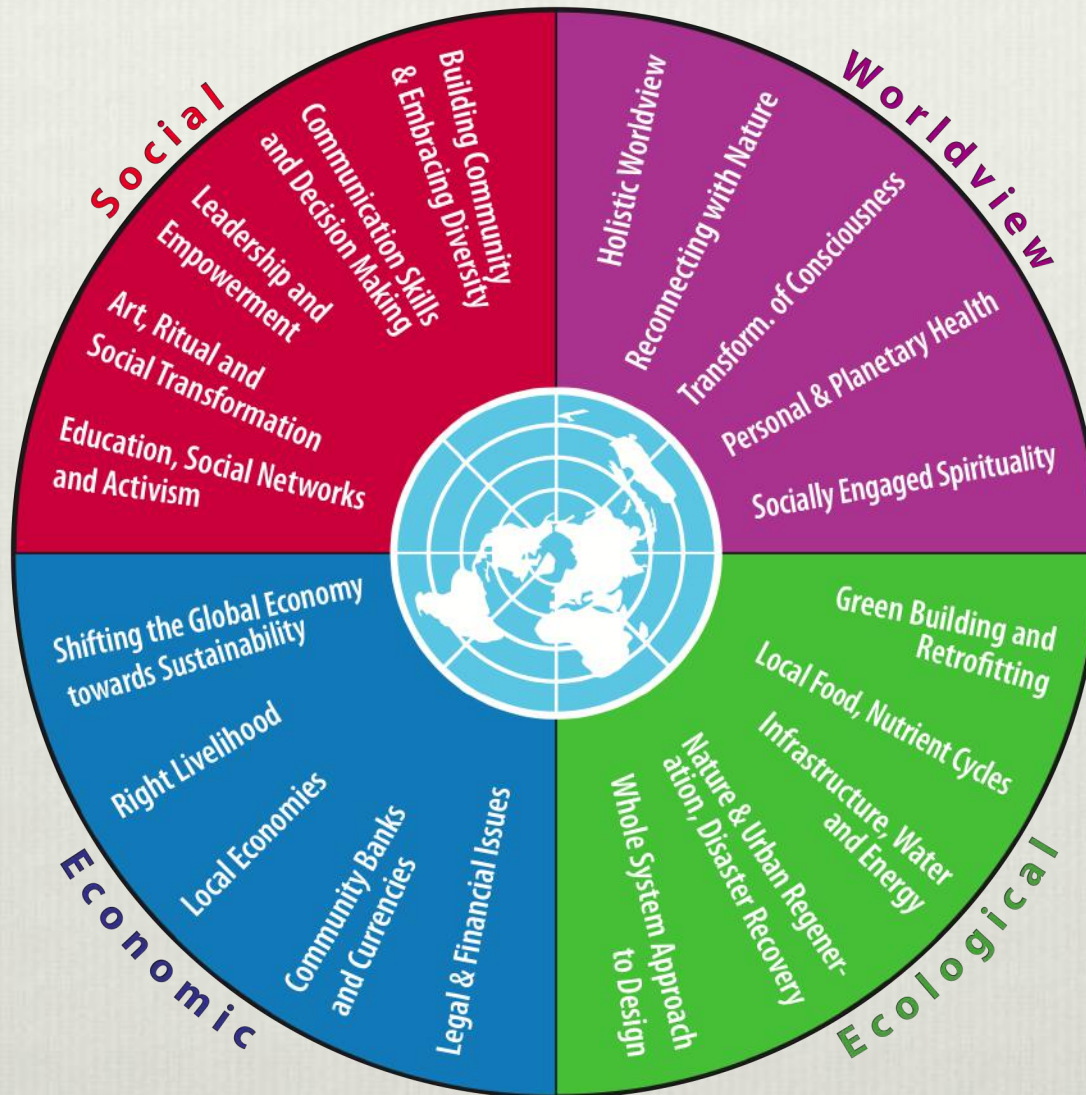 Social
Building Community
& Embracing Diversity
Communication Skills
and Decision Making
Leadership and
Empowerment
Art, Ritual and
Social Transformation
Education, Social Networks
and Activism
Worldview
Holistic Worldview
Reconnecting with Nature
Transform. of Consciousness
Personal & Planetary Health
Socially Engaged Spirituality
Economic
Shifting the Global Economy
towards Sustainability
Right Livelihood
Local Economies
Community Banks
and Currencies
Legal & Financial Issues
Ecological
Green Building and
Retrofitting
Local Food, Nutrient Cycles
Infrastructure, Water
and Energy
Nature & Urban Regener-
ation, Disaster Recovery
Whole System Approach
to Design